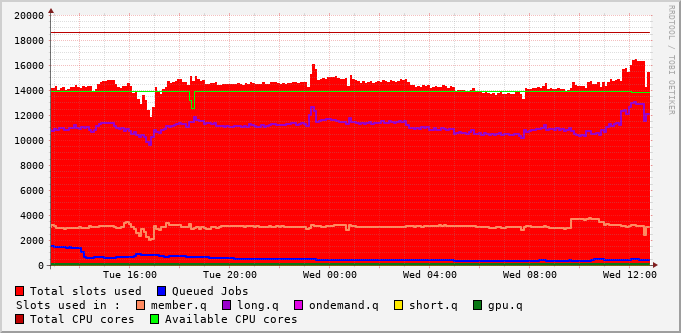 20000
18000
16000
14000
12000
10000
8000
6000
4000
2000
0
Tue 16:00 Tue 20:00 Wed 00:00 Wed 04:00 Wed 08:00 Wed 12:00
Total slots used Queued Jobs
Slots used in : member.q long.q ondemand.q short.q gpu.q
Total CPU cores Available CPU cores
RRDTOOL / TOBI OETIKER